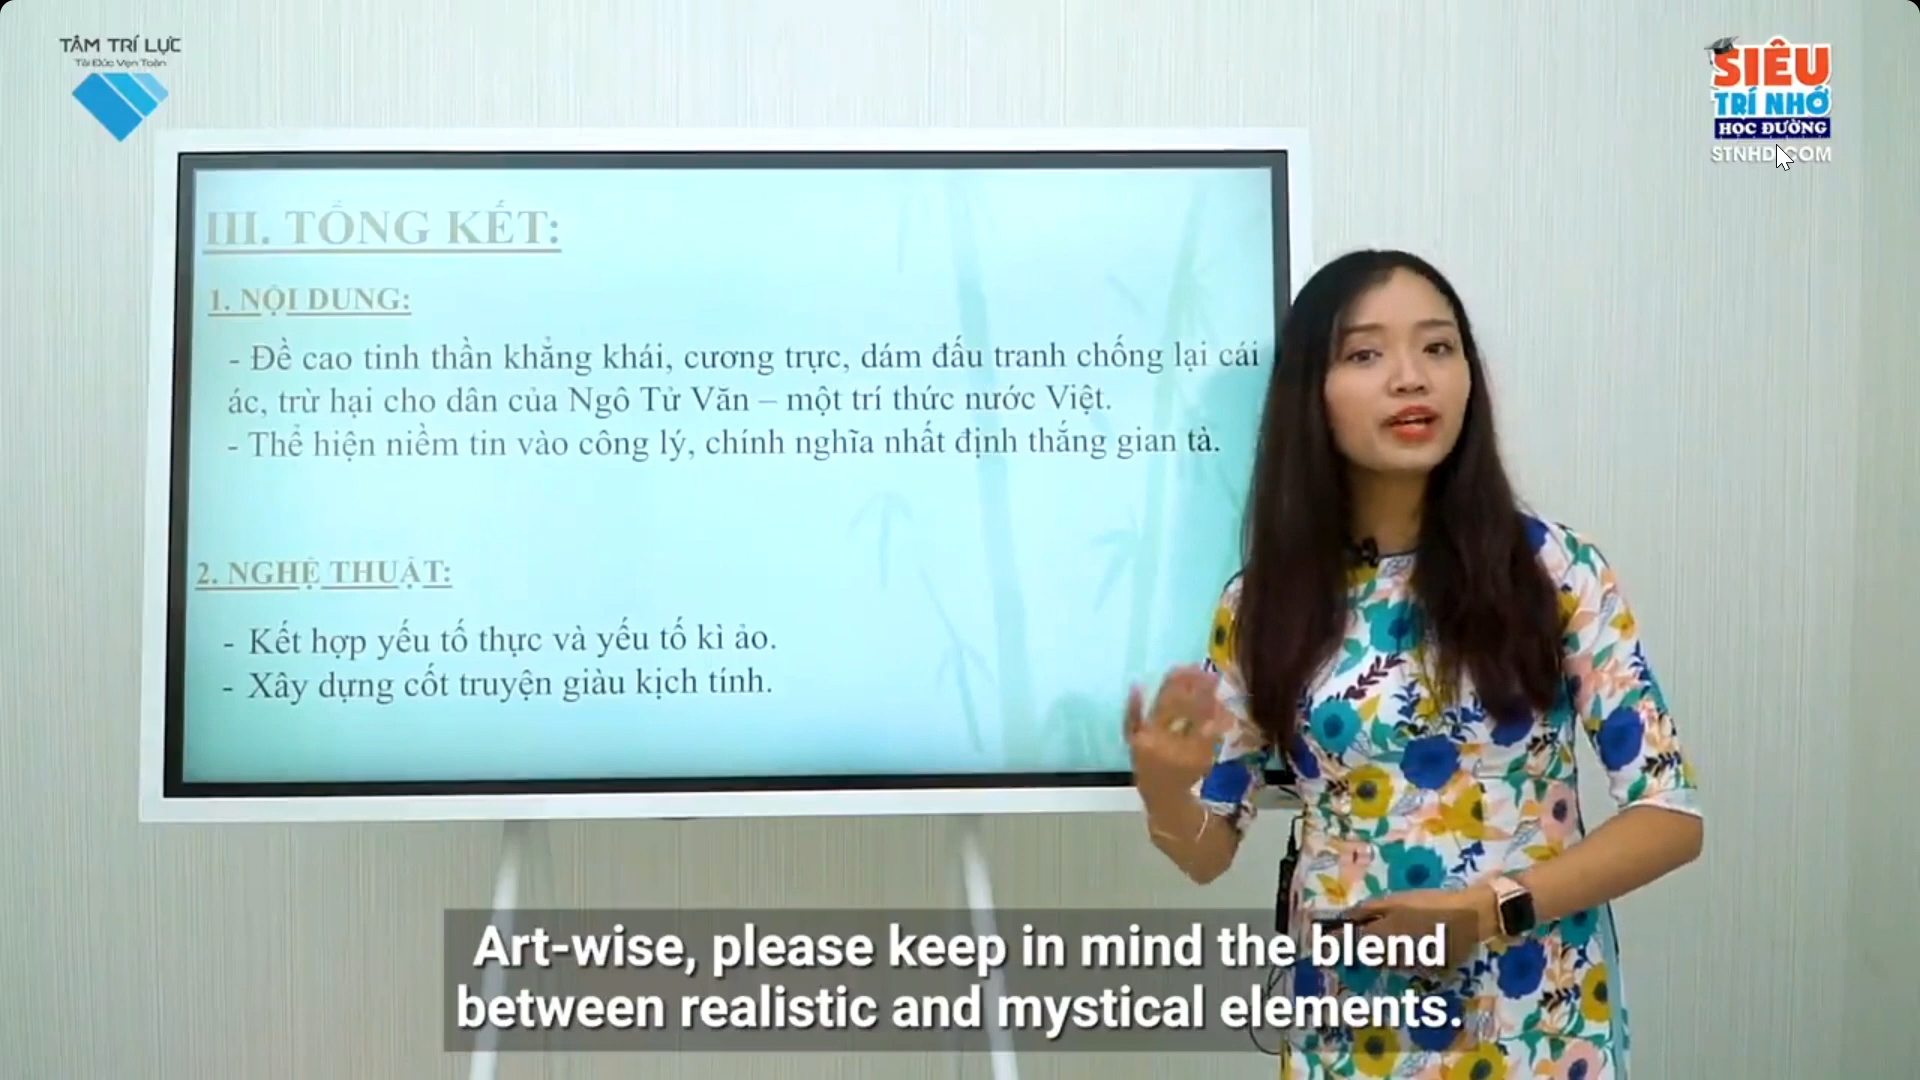 TÂM TRÍ LỰC
Tài Đức Vẹn Toàn
SIÊU
TRÍ NHỚ
HỌC ĐƯỜNG
STNHD.COM
III. TỔNG KẾT:
1. NỘI DUNG:
- Đề cao tinh thần khẳng khái, cương trực, dám đấu tranh chống lại cái
ác, trừ hại cho dân của Ngô Tử Văn – một trí thức nước Việt.
- Thể hiện niềm tin vào công lý, chính nghĩa nhất định thắng gian tà.
2. NGHỆ THUẬT:
- Kết hợp yếu tố thực và yếu tố kì ảo.
- Xây dựng cốt truyện giàu kịch tính.
Art-wise, please keep in mind the blend
between realistic and mystical elements.